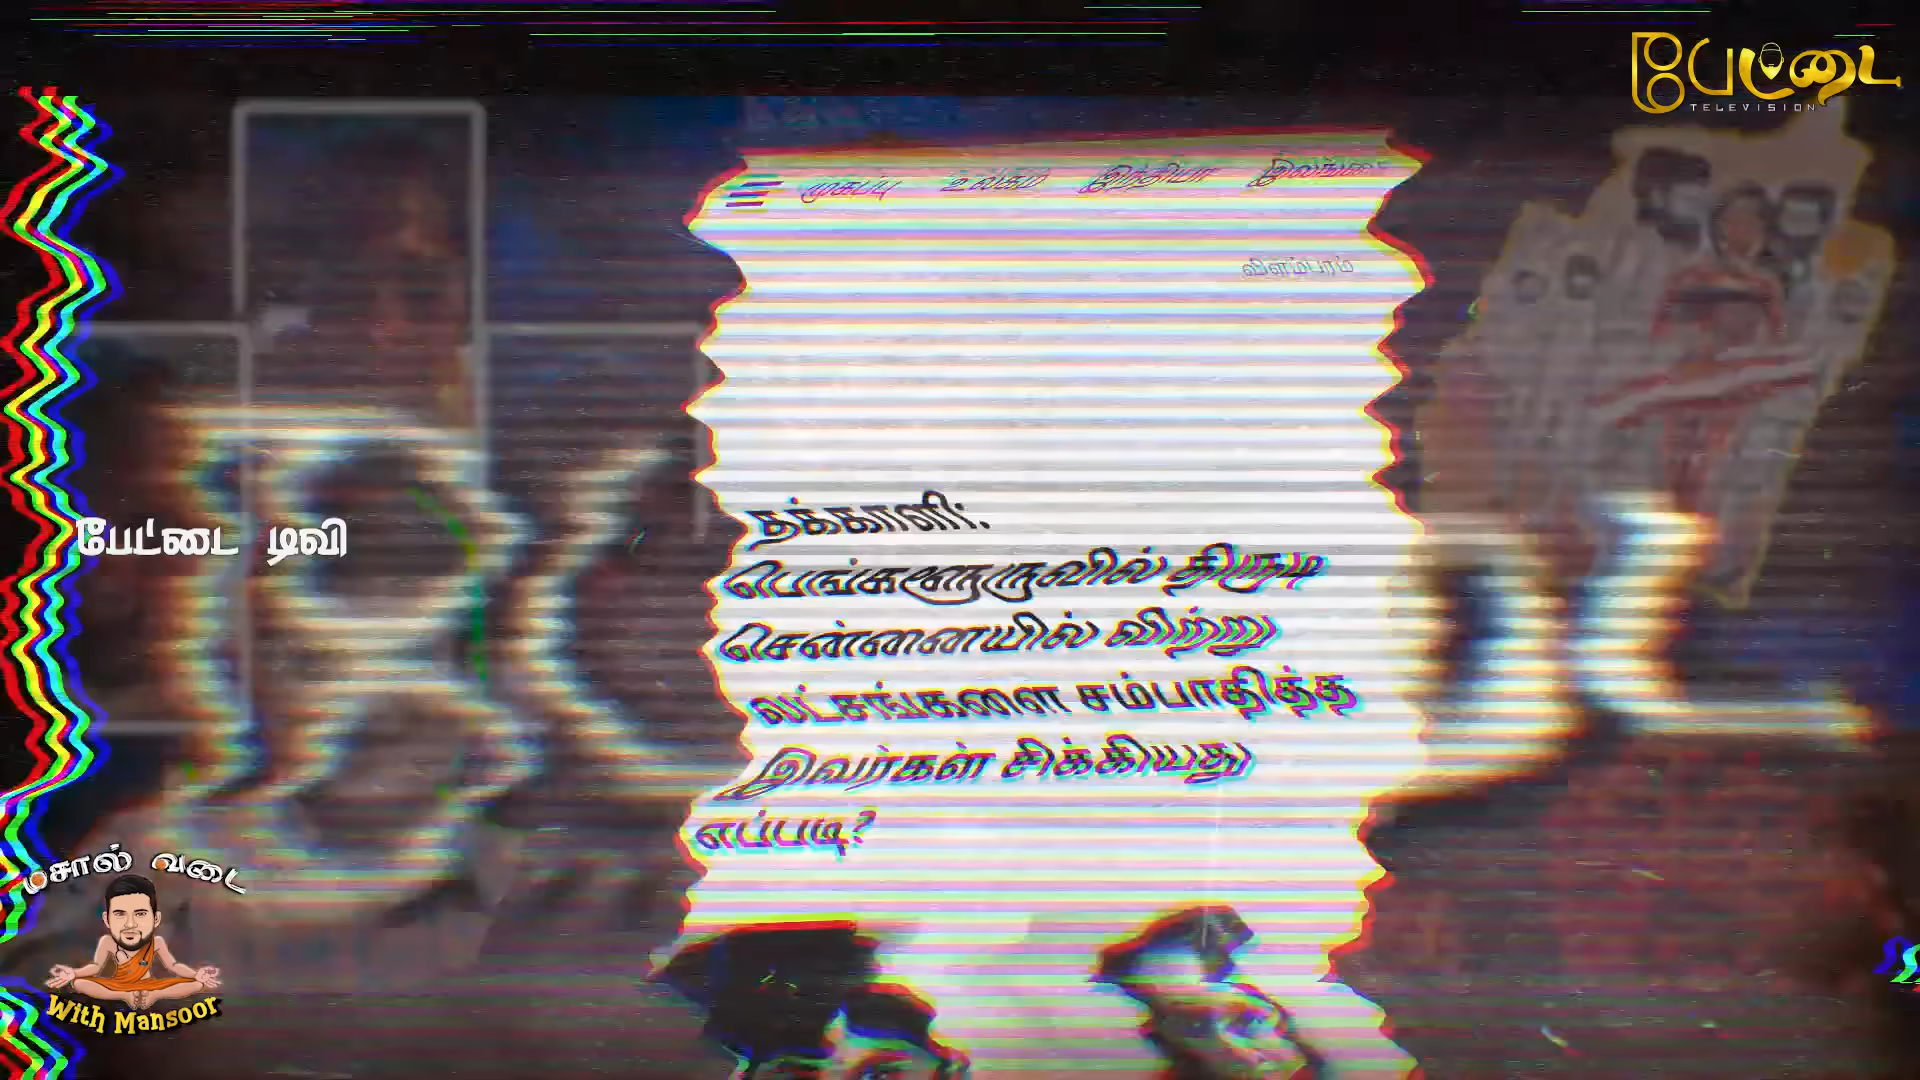 பேட்டை
TELEVISION
முகப்பு உலகம் இந்தியா இலங்கை
விளம்பரம்
தக்காளி:
பெங்களூருவில் திருடி
சென்னையில் விற்று
லட்சங்களை சம்பாதித்த
இவர்கள் சிக்கியது
எப்படி?
பேட்டை டிவி
மசால் வடை
With Mansoor